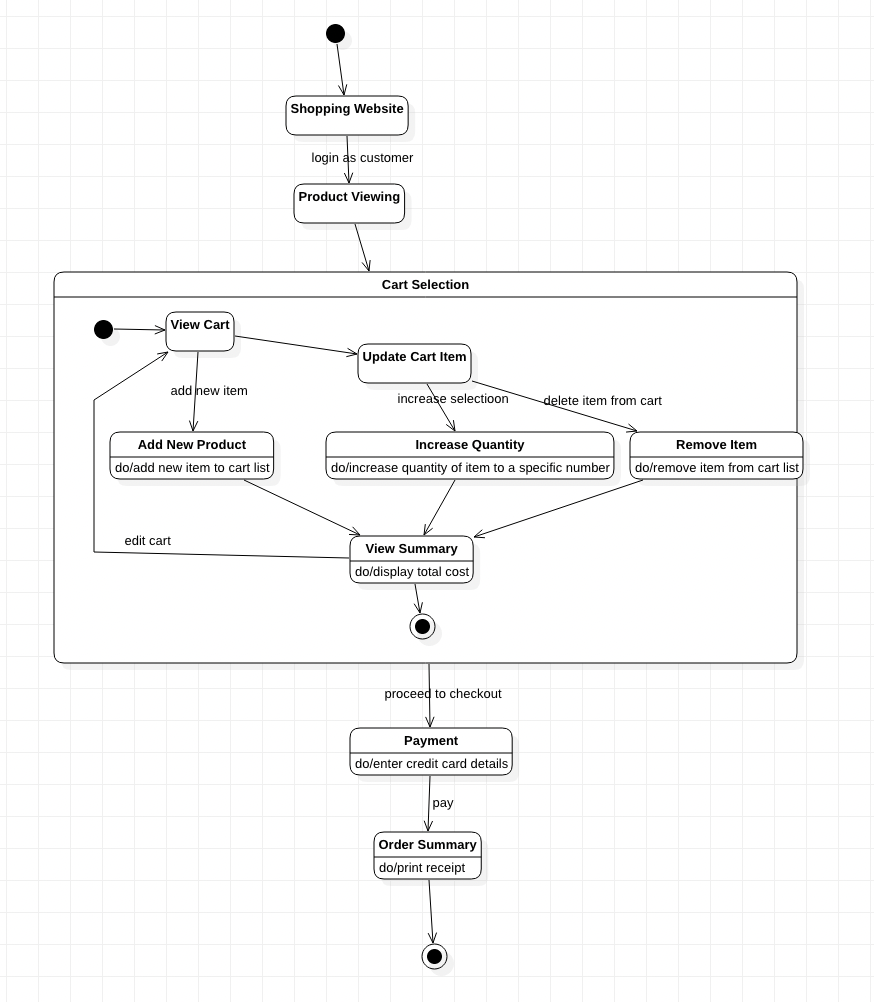 Shopping Website
login as customer
Product Viewing
Cart Selection
View Cart
Update Cart Item
add new item
increase selectioon
delete item from cart
Add New Product
do/add new item to cart list
Increase Quantity
do/increase quantity of item to a specific number
Remove Item
do/remove item from cart list
edit cart
View Summary
do/display total cost
proceed to checkout
Payment
do/enter credit card details
pay
Order Summary
do/print receipt